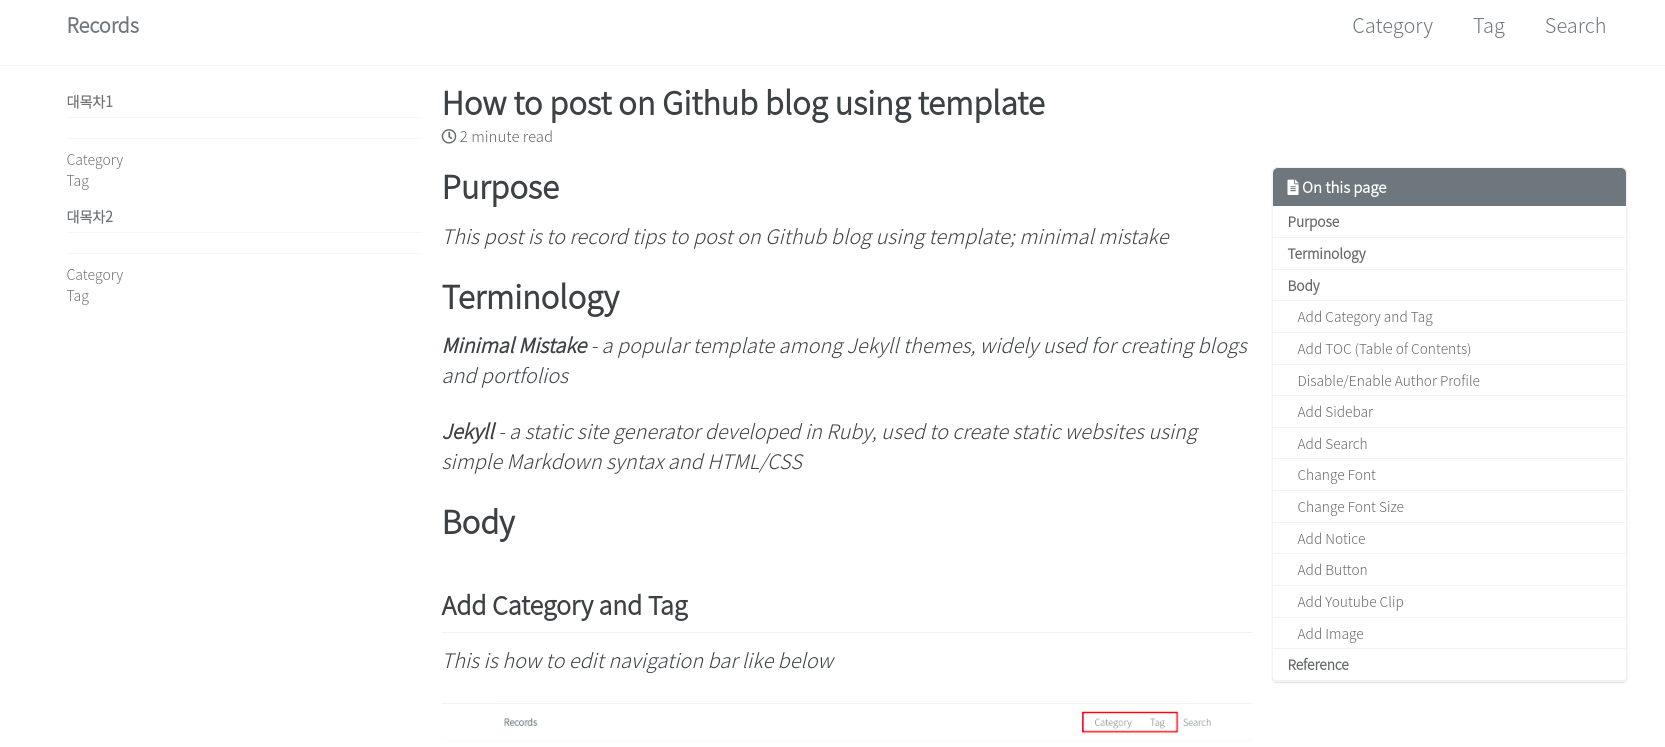 Records
Category Tag Search
대목차1
Category
Tag
대목차2
Category
Tag
How to post on Github blog using template
2 minute read
Purpose
This post is to record tips to post on Github blog using template; minimal mistake
Terminology
Minimal Mistake - a popular template among Jekyll themes, widely used for creating blogs
and portfolios
Jekyll - a static site generator developed in Ruby, used to create static websites using
simple Markdown syntax and HTML/CSS
Body
Add Category and Tag
This is how to edit navigation bar like below
Records Category Tag Search
On this page
Purpose
Terminology
Body
Add Category and Tag
Add TOC (Table of Contents)
Disable/Enable Author Profile
Add Sidebar
Add Search
Change Font
Change Font Size
Add Notice
Add Button
Add Youtube Clip
Add Image
Reference